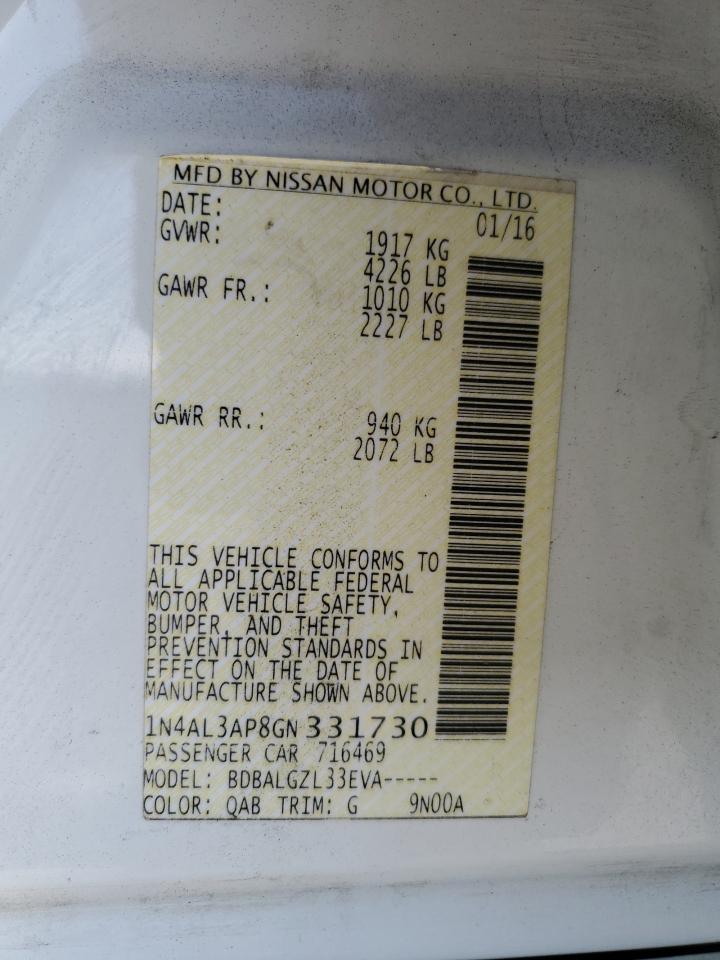 MFD BY NISSAN MOTOR CO., LTD.
DATE: 01/16
GVWR: 1917 KG
4226 LB
GAWR FR.: 1010 KG
2227 LB
GAWR RR.: 940 KG
2072 LB
THIS VEHICLE CONFORMS TO
ALL APPLICABLE FEDERAL
MOTOR VEHICLE SAFETY,
BUMPER, AND THEFT
PREVENTION STANDARDS IN
EFFECT ON THE DATE OF
MANUFACTURE SHOWN ABOVE.
1N4AL3AP8GN 331730
PASSENGER CAR 716469
MODEL: BDBALGZL33EVA-----
COLOR: QAB TRIM: G 9N00A